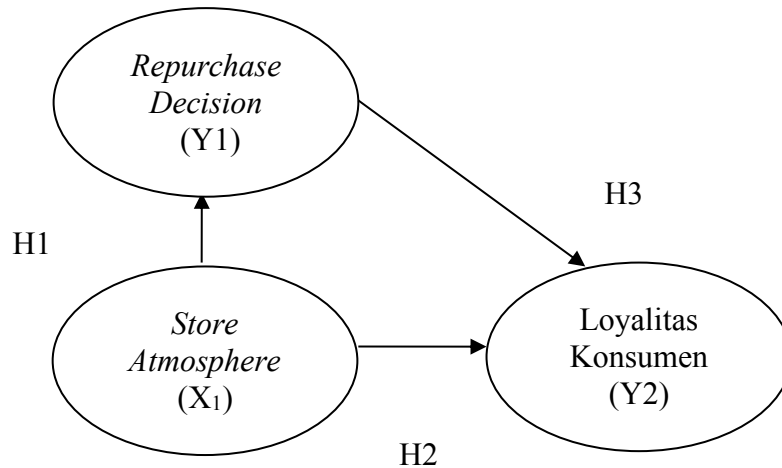 Repurchase
Decision
(Y1)
H3
H1
Store
Atmosphere
(X₁)
Loyalitas
Konsumen
(Y2)
H2